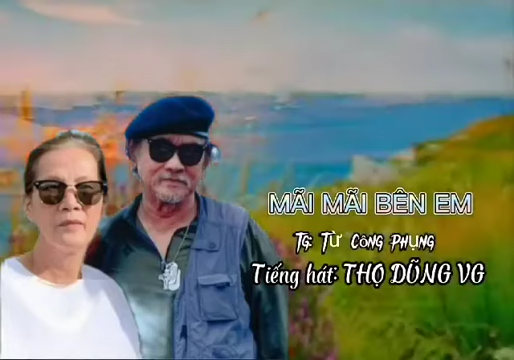 MÃI MÃI BÊN EM
Tg: Từ Công Phụng
Tiếng hát: THỌ DŨNG VG